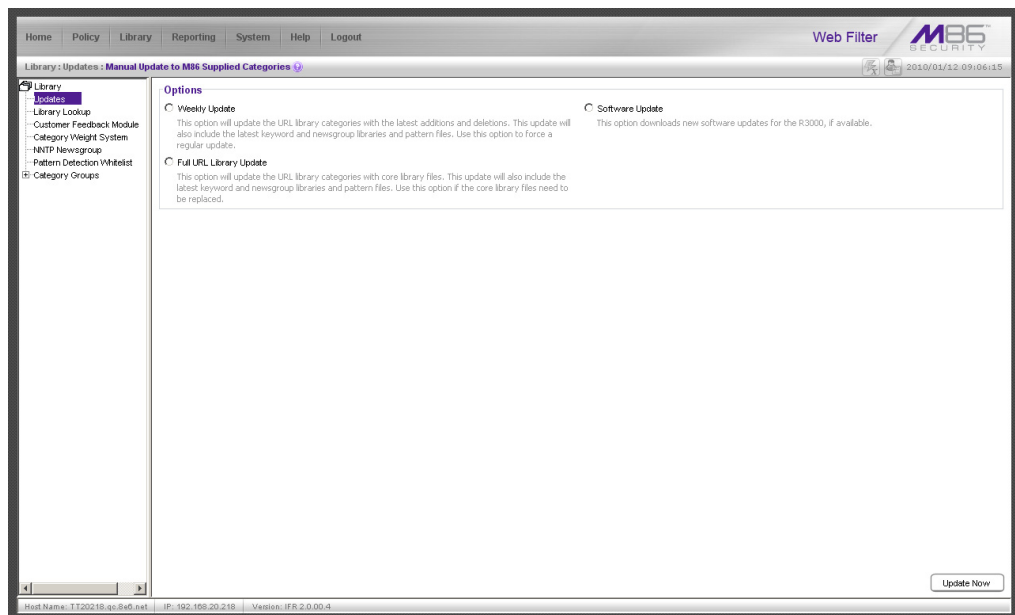 Home Policy Library Reporting System Help Logout
Web Filter
M86
SECURITY
Library : Updates : Manual Update to M86 Supplied Categories
2010/01/12 09:06:15
Library
Updates
Library Lookup
Customer Feedback Module
Category Weight System
NNTP Newsgroup
Pattern Detection Whitelist
Category Groups
Options
Weekly Update
This option will update the URL library categories with the latest additions and deletions. This update will
also include the latest keyword and newsgroup libraries and pattern files. Use this option to force a
regular update.
Full URL Library Update
This option will update the URL library categories with core library files. This update will also include the
latest keyword and newsgroup libraries and pattern files. Use this option if the core library files need to
be replaced.
Software Update
This option downloads new software updates for the R3000, if available.
Update Now
Host Name: TT20218.qc.8e6.net IP: 192.168.20.218 Version: IFR 2.0.00.4